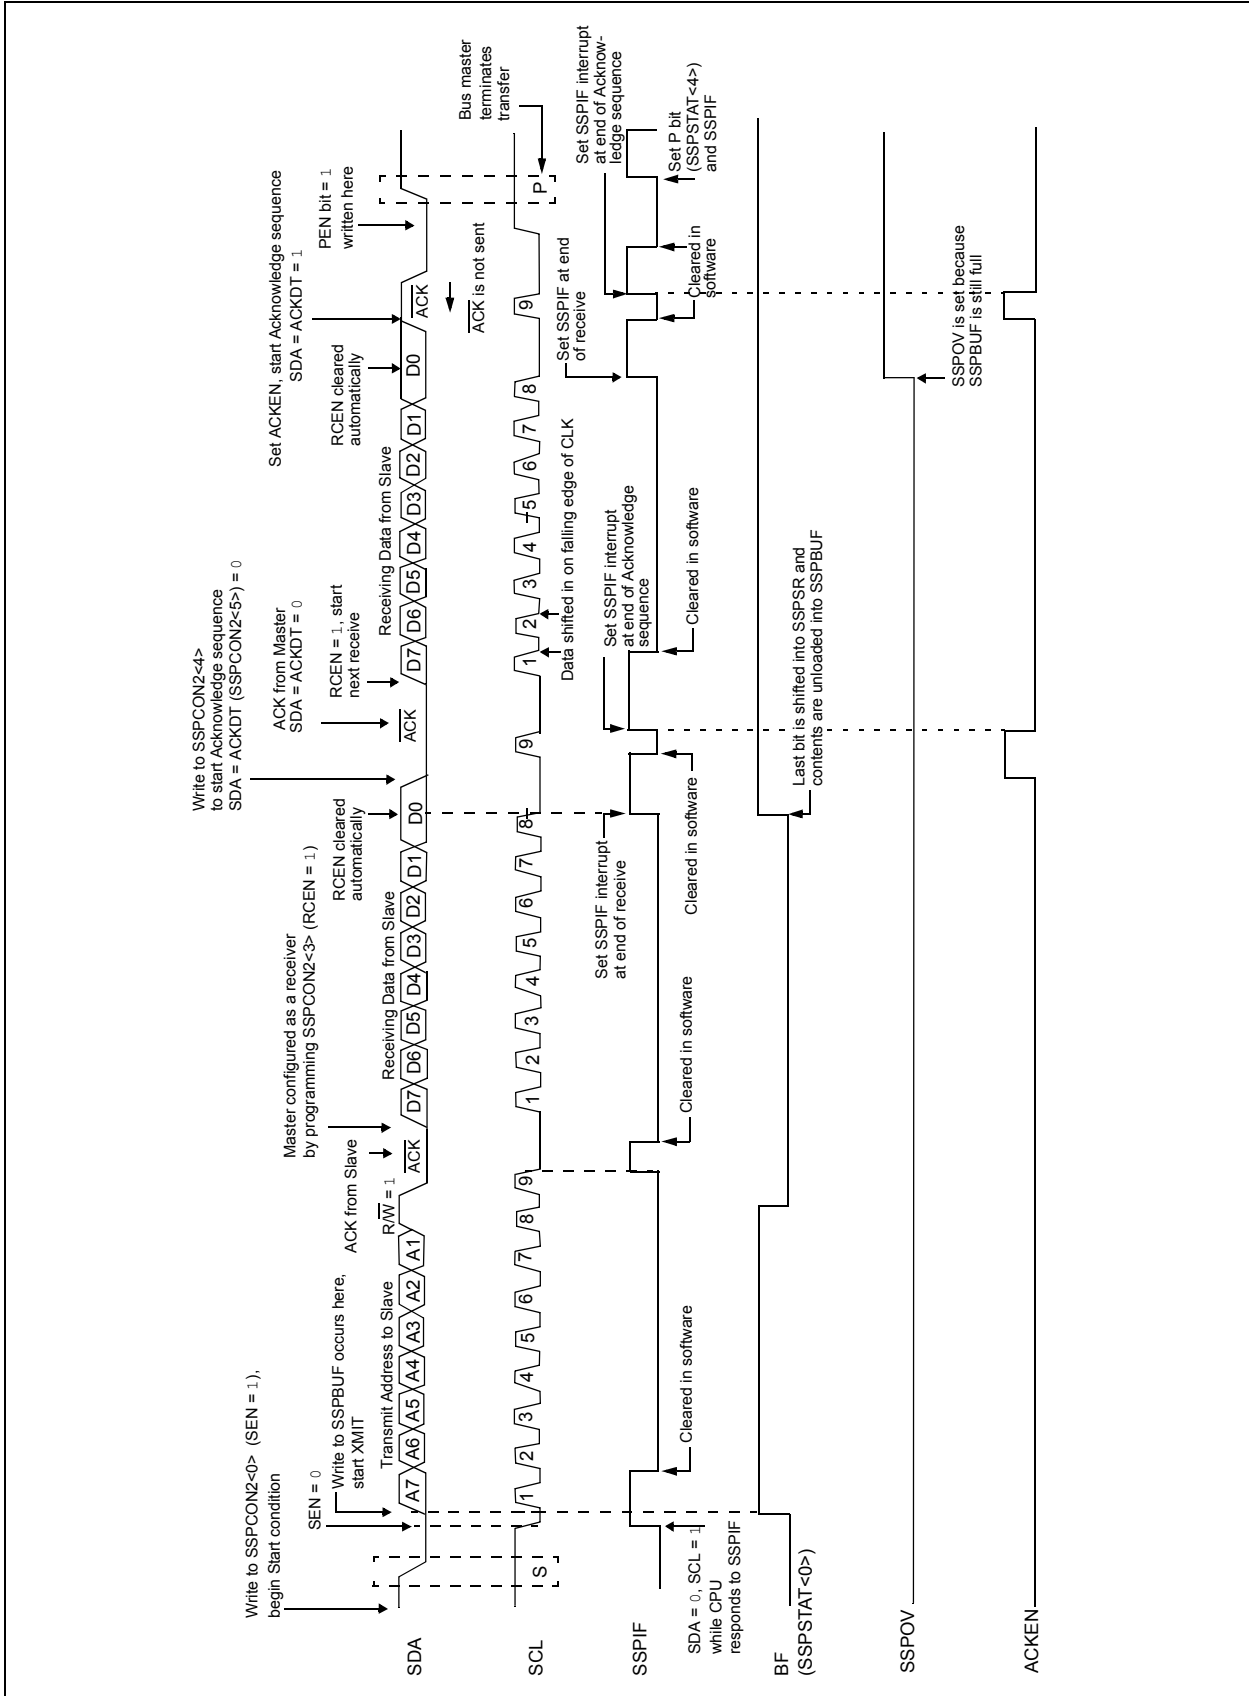 Write to SSPCON2<0> (SEN = 1),
begin Start condition
SEN = 0
Write to SSPBUF occurs here,
start XMIT
Transmit Address to Slave
ACK from Slave
R/W = 1
Master configured as a receiver
by programming SSPCON2<3> (RCEN = 1)
Receiving Data from Slave
RCEN cleared
automatically
Write to SSPCON2<4>
to start Acknowledge sequence
SDA = ACKDT (SSPCON2<5>) = 0
ACK from Master
SDA = ACKDT = 0
RCEN = 1, start
next receive
Receiving Data from Slave
RCEN cleared
automatically
Set ACKEN, start Acknowledge sequence
SDA = ACKDT = 1
PEN bit = 1
written here
SDA
A7 A6 A5 A4 A3 A2 A1
ACK
D7 D6 D5 D4 D3 D2 D1 D0
ACK
D7 D6 D5 D4 D3 D2 D1 D0
ACK
ACK is not sent
Bus master
terminates
transfer
SCL
S
1 2 3 4 5 6 7 8 9
1 2 3 4 5 6 7 8 9
1 2 3 4 5 6 7 8 9
P
Data shifted in on falling edge of CLK
Set SSPIF interrupt
at end of receive
Set SSPIF interrupt
at end of Acknowledge
sequence
Set SSPIF at end
of receive
Set SSPIF interrupt
at end of Acknow-
ledge sequence
SSPIF
SDA = 0, SCL = 1
while CPU
responds to SSPIF
Cleared in software
Cleared in software
Cleared in software
Cleared in software
Cleared in
software
Set P bit
(SSPSTAT<4>)
and SSPIF
BF
(SSPSTAT<0>)
Last bit is shifted into SSPSR and
contents are unloaded into SSPBUF
SSPOV
SSPOV is set because
SSPBUF is still full
ACKEN